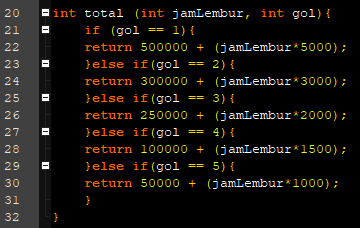 20 int total (int jamLembur, int gol){
21 if (gol == 1){
22 return 500000 + (jamLembur*5000);
23 }else if(gol == 2){
24 return 300000 + (jamLembur*3000);
25 }else if(gol == 3){
26 return 250000 + (jamLembur*2000);
27 }else if(gol == 4){
28 return 100000 + (jamLembur*1500);
29 }else if(gol == 5){
30 return 50000 + (jamLembur*1000);
31 }
32 }